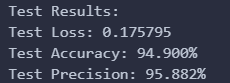 Test Results:
Test Loss: 0.175795
Test Accuracy: 94.900%
Test Precision: 95.882%